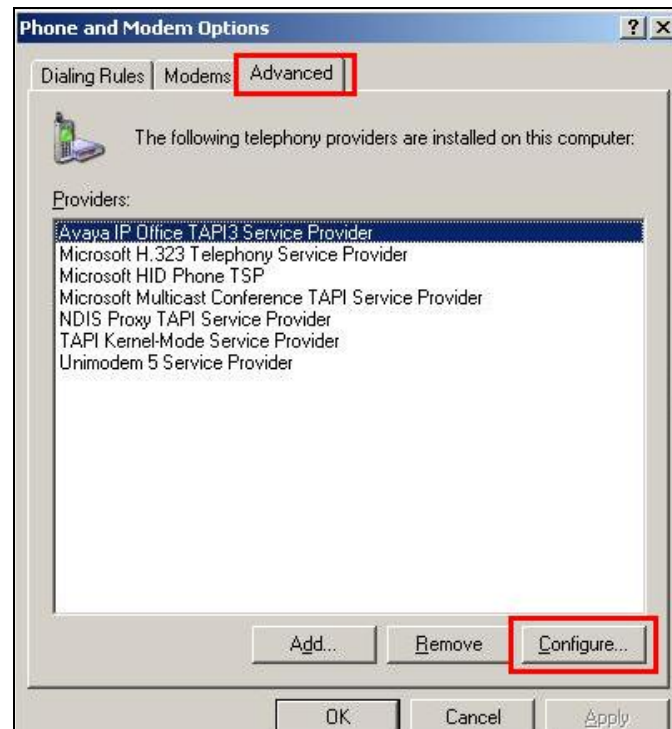 Phone and Modem Options
? X
Dialing Rules Modems Advanced
The following telephony providers are installed on this computer:
Providers:
Avaya IP Office TAPI3 Service Provider
Microsoft H.323 Telephony Service Provider
Microsoft HID Phone TSP
Microsoft Multicast Conference TAPI Service Provider
NDIS Proxy TAPI Service Provider
TAPI Kernel-Mode Service Provider
Unimodem 5 Service Provider
Add... Remove Configure...
OK Cancel Apply